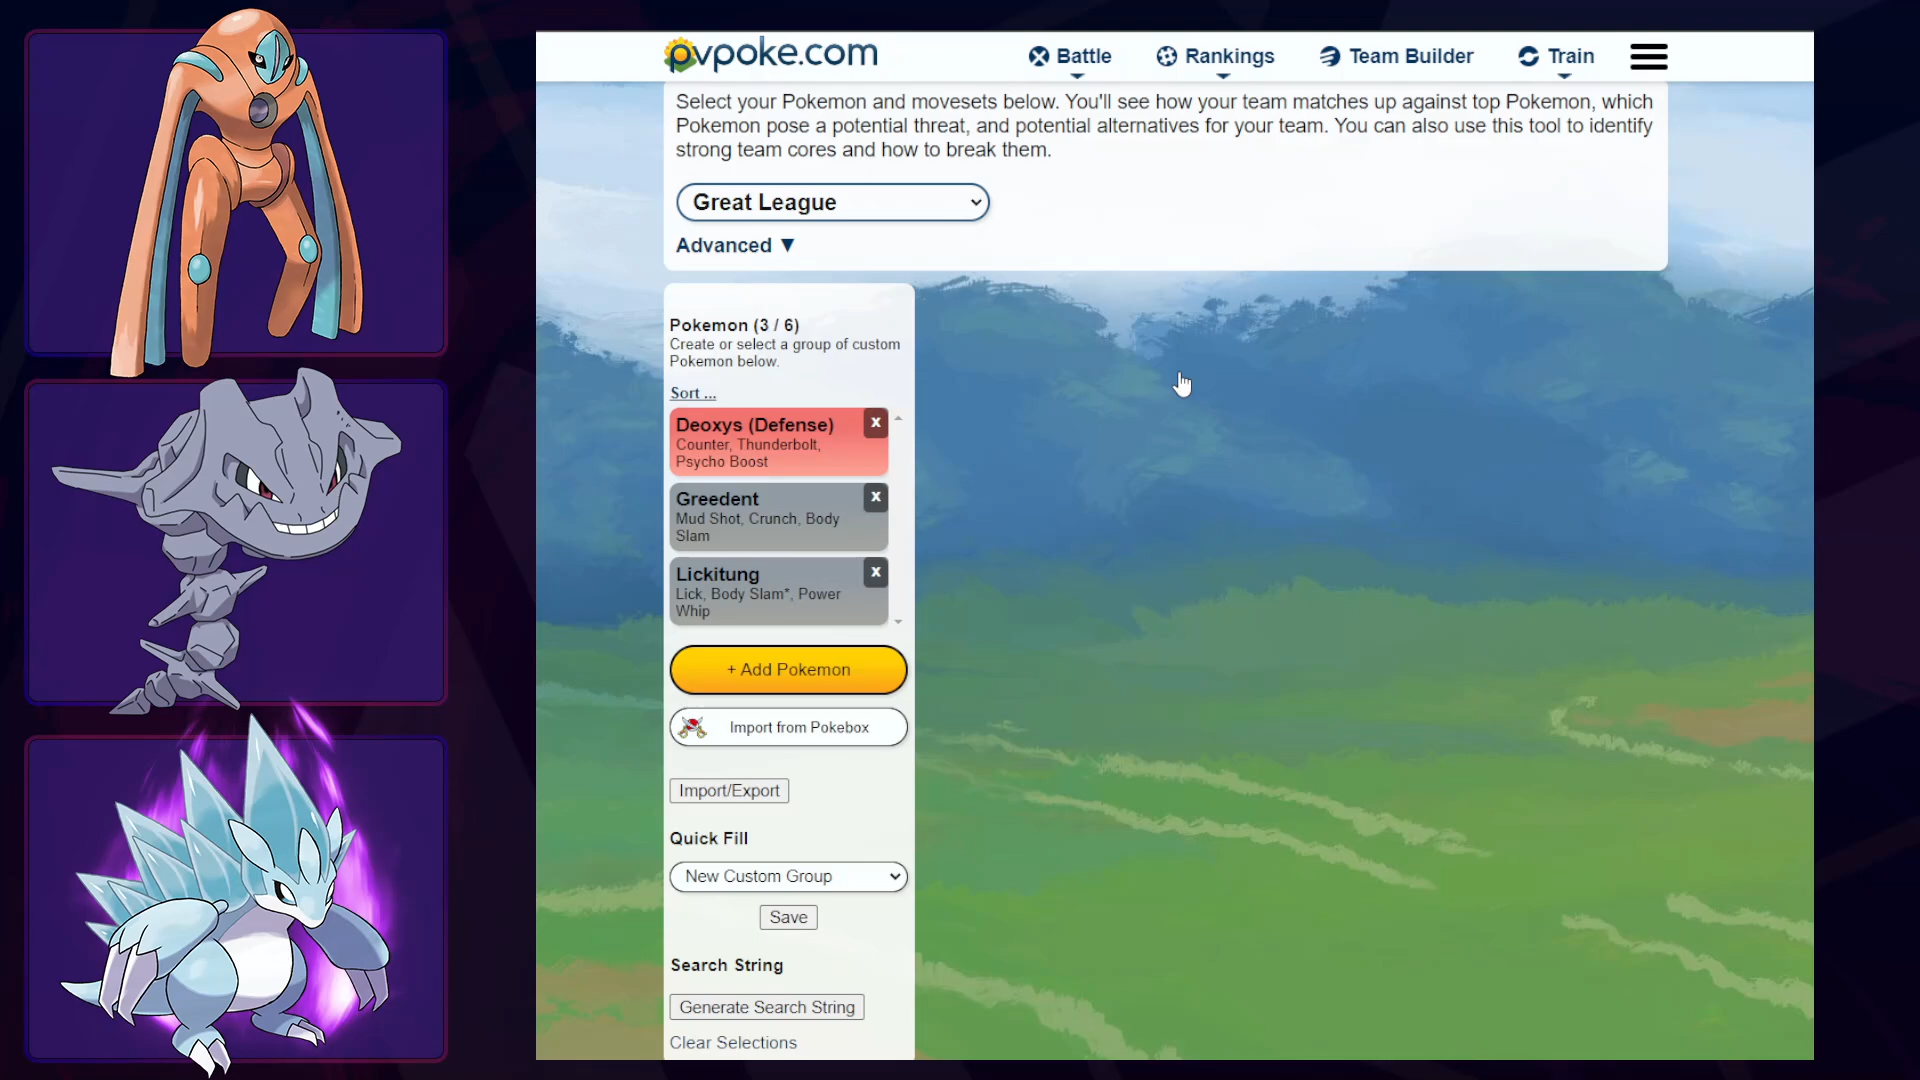 pvpoke.com
Battle
Rankings
Team Builder
Train
Select your Pokemon and movesets below. You'll see how your team matches up against top Pokemon, which
Pokemon pose a potential threat, and potential alternatives for your team. You can also use this tool to identify
strong team cores and how to break them.
Great League
Advanced ▼
Pokemon (3 / 6)
Create or select a group of custom
Pokemon below.
Sort ...
Deoxys (Defense)
x
Counter, Thunderbolt,
Psycho Boost
Greedent
x
Mud Shot, Crunch, Body
Slam
Lickitung
x
Lick, Body Slam*, Power
Whip
+ Add Pokemon
Import from Pokebox
Import/Export
Quick Fill
New Custom Group
Save
Search String
Generate Search String
Clear Selections